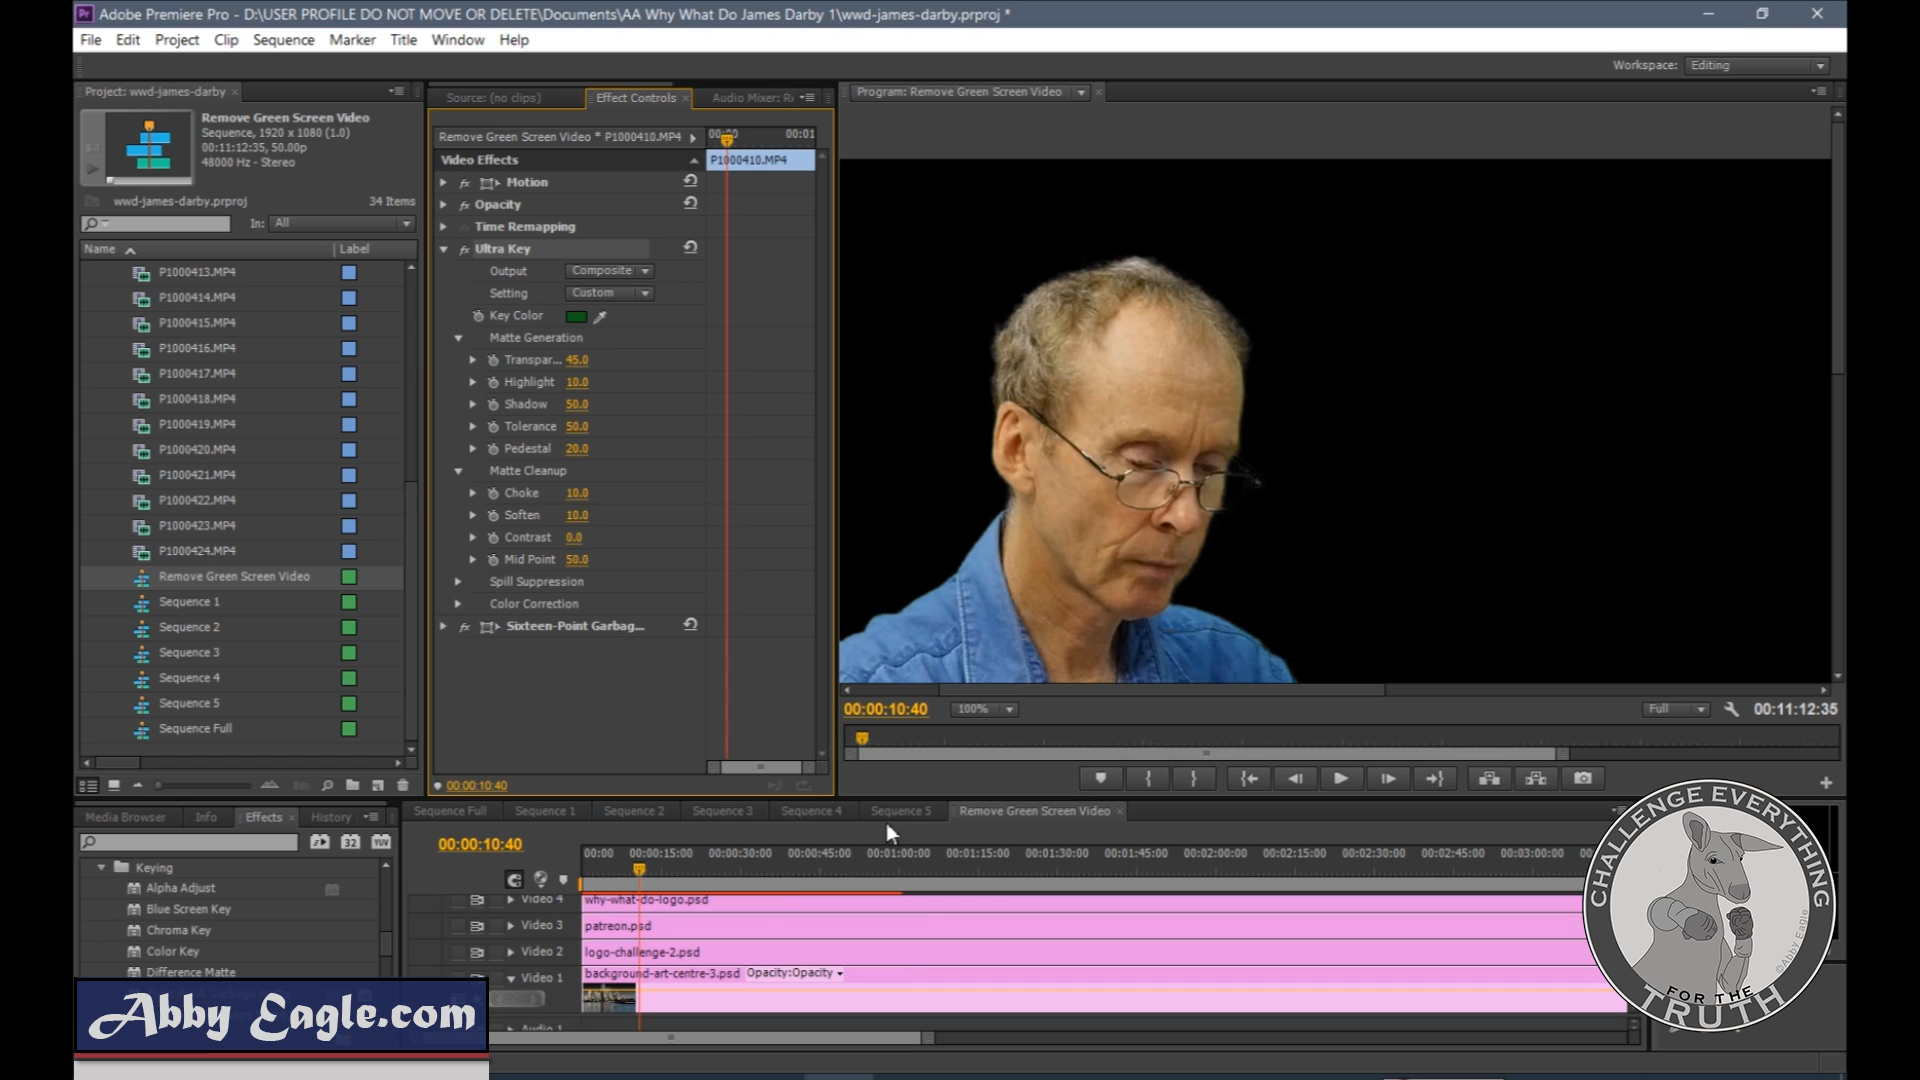 Adobe Premiere Pro - D:\USER PROFILE DO NOT MOVE OR DELETE\Documents\AA Why What Do James Darby 1\wwd-james-darby.prproj *
File Edit Project Clip Sequence Marker Title Window Help
Workspace: Editing
Project: wwd-james-darby
Remove Green Screen Video
Sequence, 1920 x 1080 (1.0)
00:11:12:35, 50.00p
48000 Hz - Stereo
wwd-james-darby.prproj 34 Items
In: All
Name Label
P1000413.MP4
P1000414.MP4
P1000415.MP4
P1000416.MP4
P1000417.MP4
P1000418.MP4
P1000419.MP4
P1000420.MP4
P1000421.MP4
P1000422.MP4
P1000423.MP4
P1000424.MP4
Remove Green Screen Video
Sequence 1
Sequence 2
Sequence 3
Sequence 4
Sequence 5
Sequence Full
Source: (no clips) Effect Controls Audio Mixer: Re
Remove Green Screen Video * P1000410.MP4 00:00 00:01
Video Effects P1000410.MP4
fx Motion
fx Opacity
Time Remapping
fx Ultra Key
Output Composite
Setting Custom
Key Color
Matte Generation
Transpar... 45.0
Highlight 10.0
Shadow 50.0
Tolerance 50.0
Pedestal 20.0
Matte Cleanup
Choke 10.0
Soften 10.0
Contrast 0.0
Mid Point 50.0
Spill Suppression
Color Correction
fx Sixteen-Point Garbag...
00:00:10:40
Program: Remove Green Screen Video
00:00:10:40 100% Full 00:11:12:35
Media Browser Info Effects History
32 YUV
Keying
Alpha Adjust
Blue Screen Key
Chroma Key
Color Key
Difference Matte
Sequence Full Sequence 1 Sequence 2 Sequence 3 Sequence 4 Sequence 5 Remove Green Screen Video
00:00:10:40
00:00 00:00:15:00 00:00:30:00 00:00:45:00 00:01:00:00 00:01:15:00 00:01:30:00 00:01:45:00 00:02:00:00 00:02:15:00 00:02:30:00 00:02:45:00 00:03:00:00
Video 4 why-what-do-logo.psd
Video 3 patreon.psd
Video 2 logo-challenge-2.psd
Video 1 background-art-centre-3.psd Opacity:Opacity
Audio 1
Abby Eagle.com
CHALLENGE EVERYTHING
©Abby Eagle
FOR THE
TRUTH